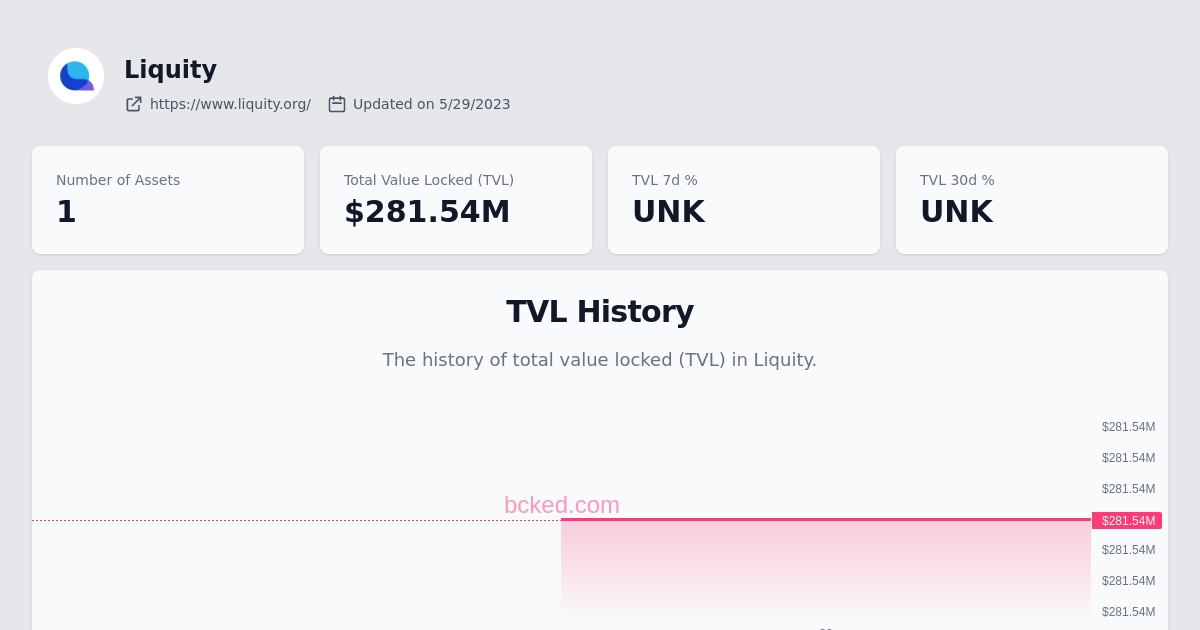 Liquity
https://www.liquity.org/ Updated on 5/29/2023
Number of Assets
1
Total Value Locked (TVL)
$281.54M
TVL 7d %
UNK
TVL 30d %
UNK
TVL History
The history of total value locked (TVL) in Liquity.
$281.54M
$281.54M
$281.54M
bcked.com
$281.54M
$281.54M
$281.54M
$281.54M